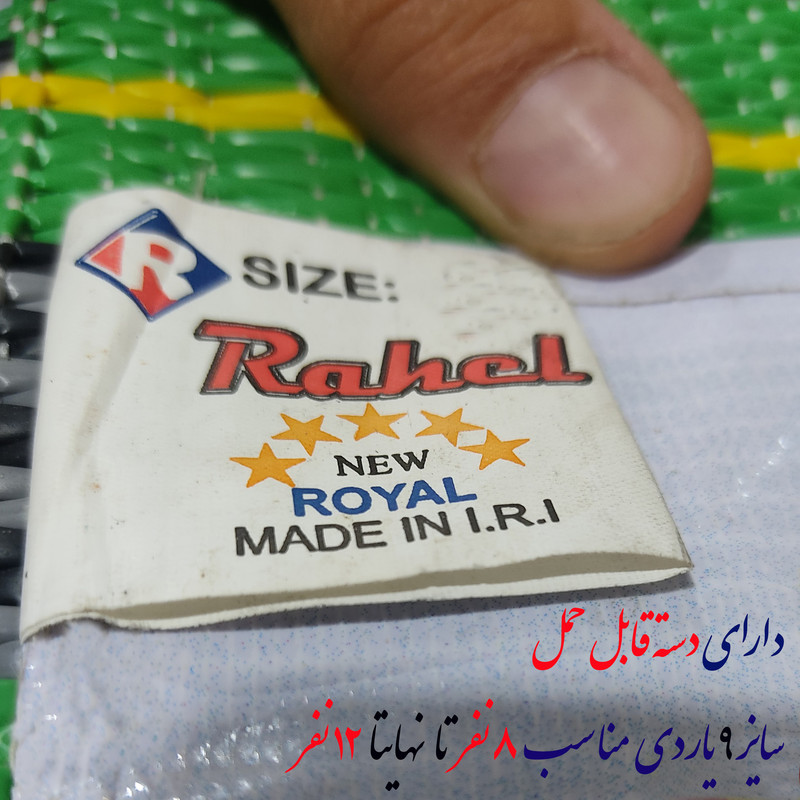 R
SIZE:
Rahel
NEW
ROYAL
MADE IN I.R.I
دارای دسته قابل حمل
سایز ۹ یاردی مناسب ۸ نفر تا نهایتا ۱۲ نفر